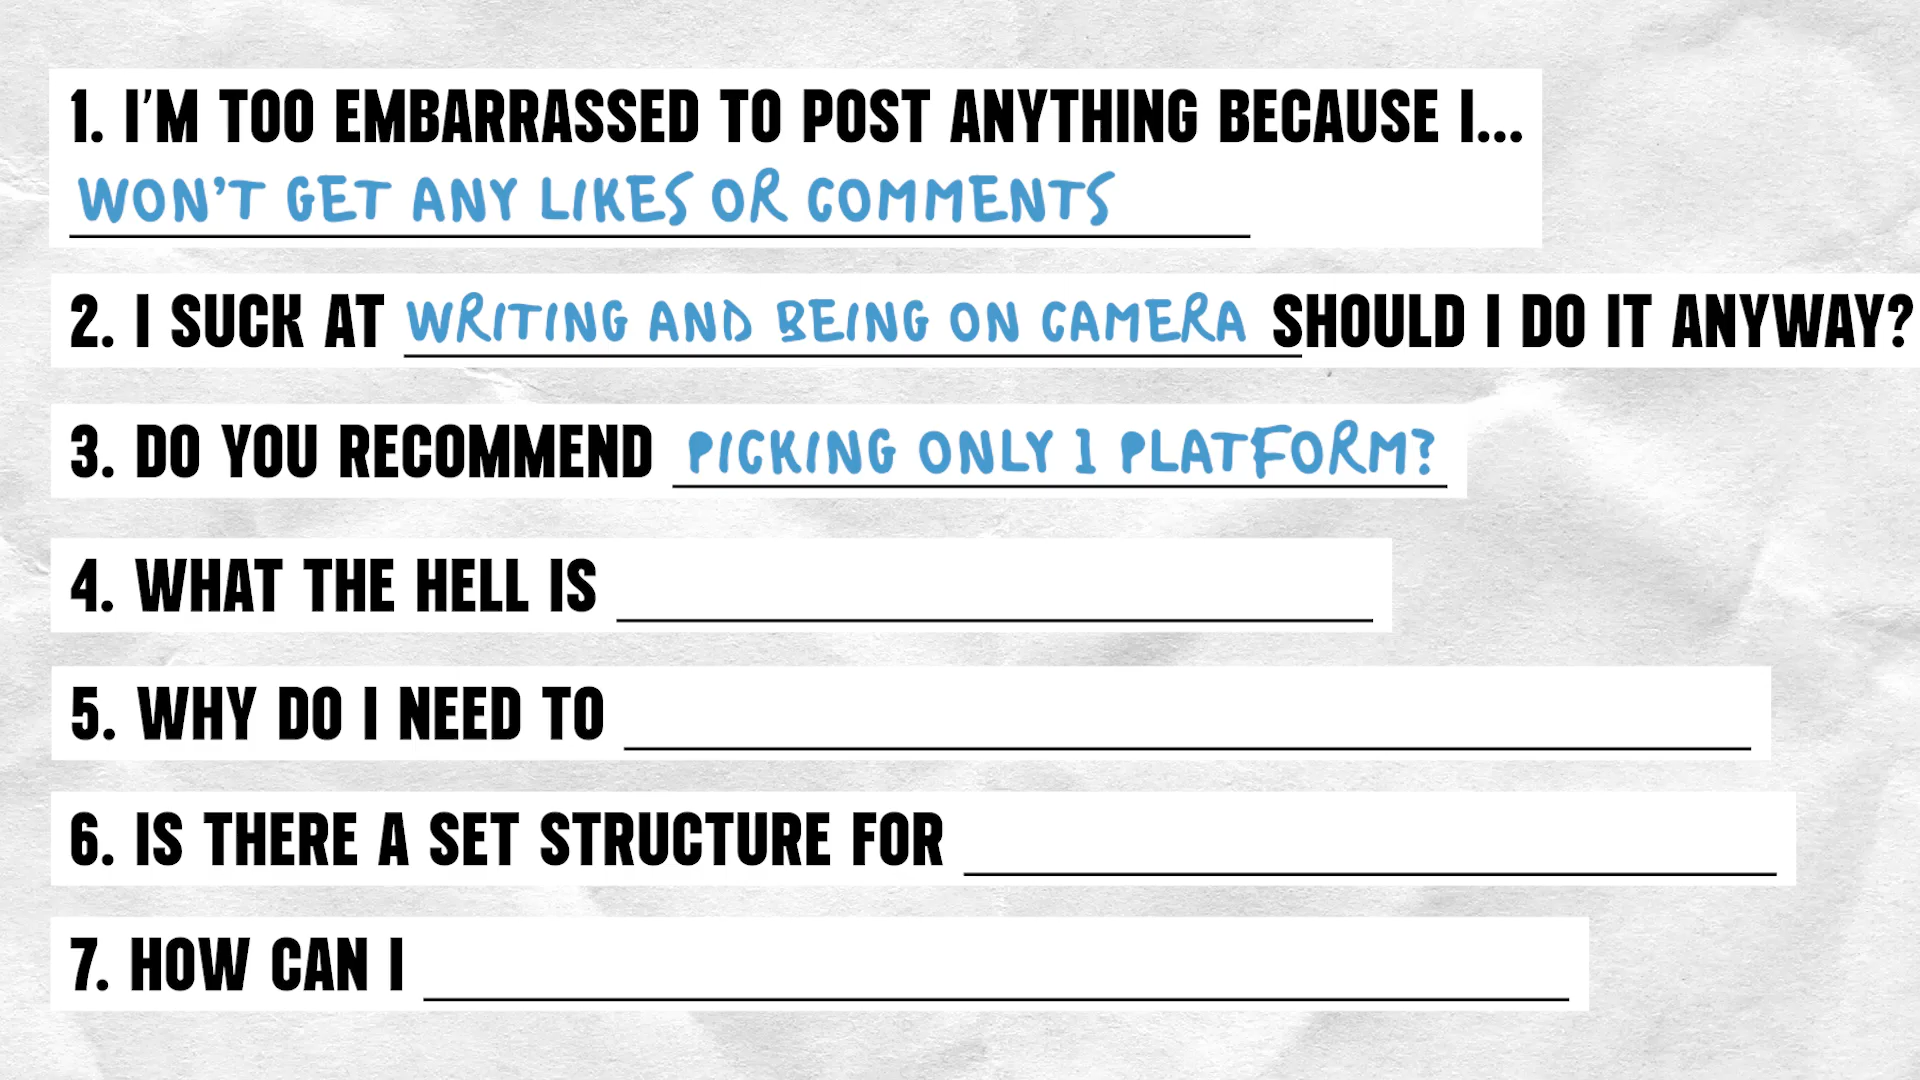 1. I'M TOO EMBARRASSED TO POST ANYTHING BECAUSE I...
WON'T GET ANY LIKES OR COMMENTS
2. I SUCK AT WRITING AND BEING ON CAMERA SHOULD I DO IT ANYWAY?
3. DO YOU RECOMMEND PICKING ONLY 1 PLATFORM?
4. WHAT THE HELL IS
5. WHY DO I NEED TO
6. IS THERE A SET STRUCTURE FOR
7. HOW CAN I